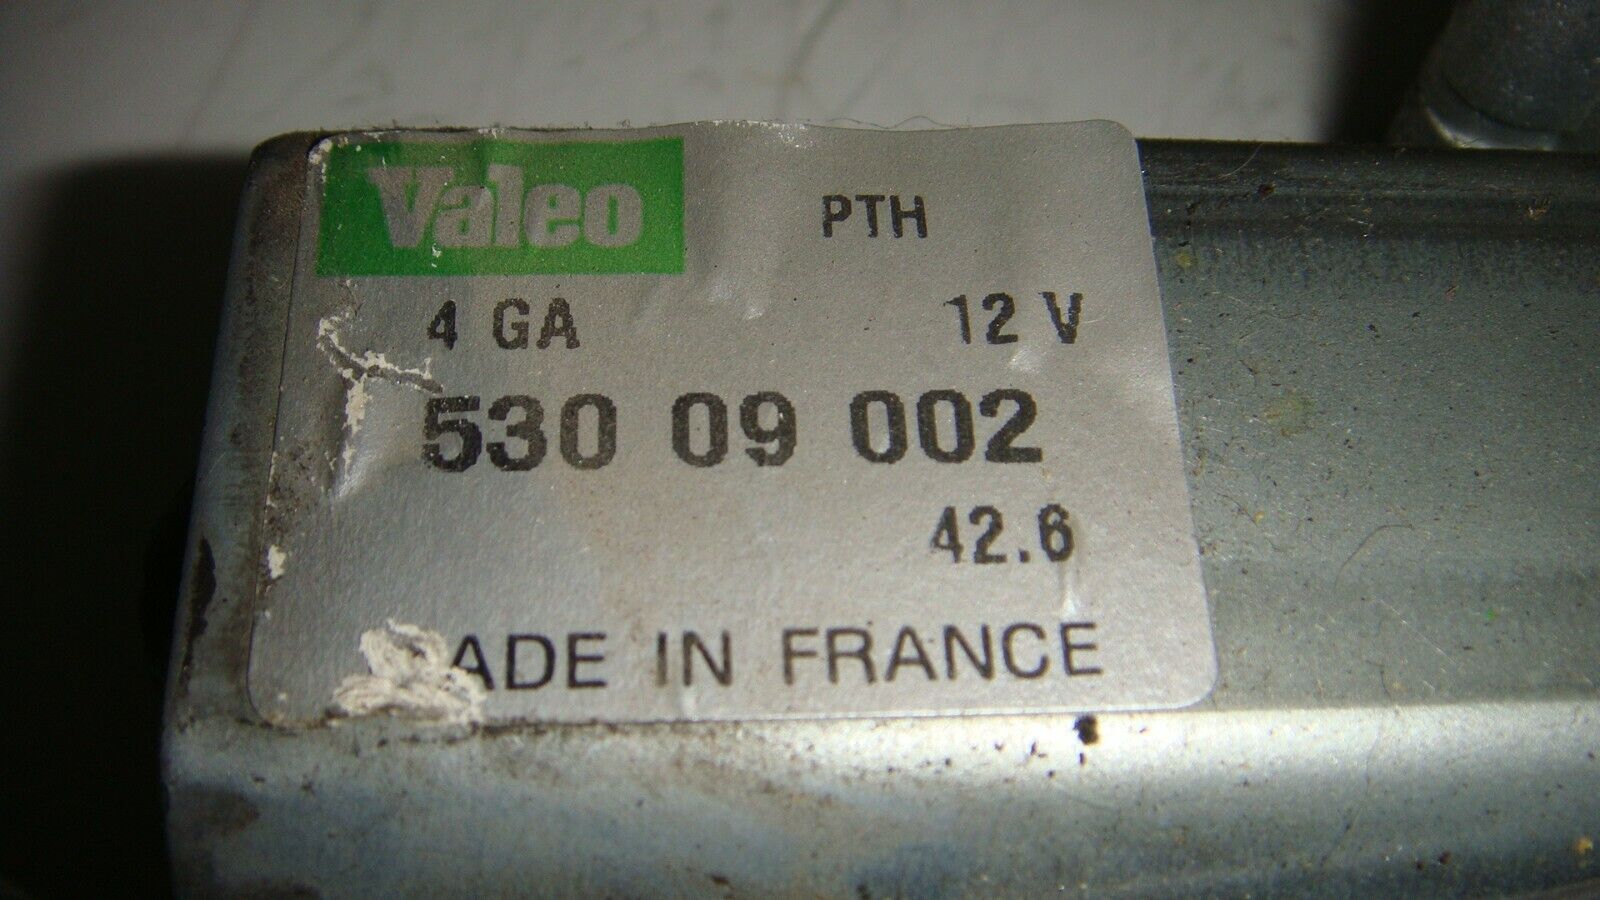 Valeo PTH
4 GA 12 V
530 09 002
42.6
ADE IN FRANCE